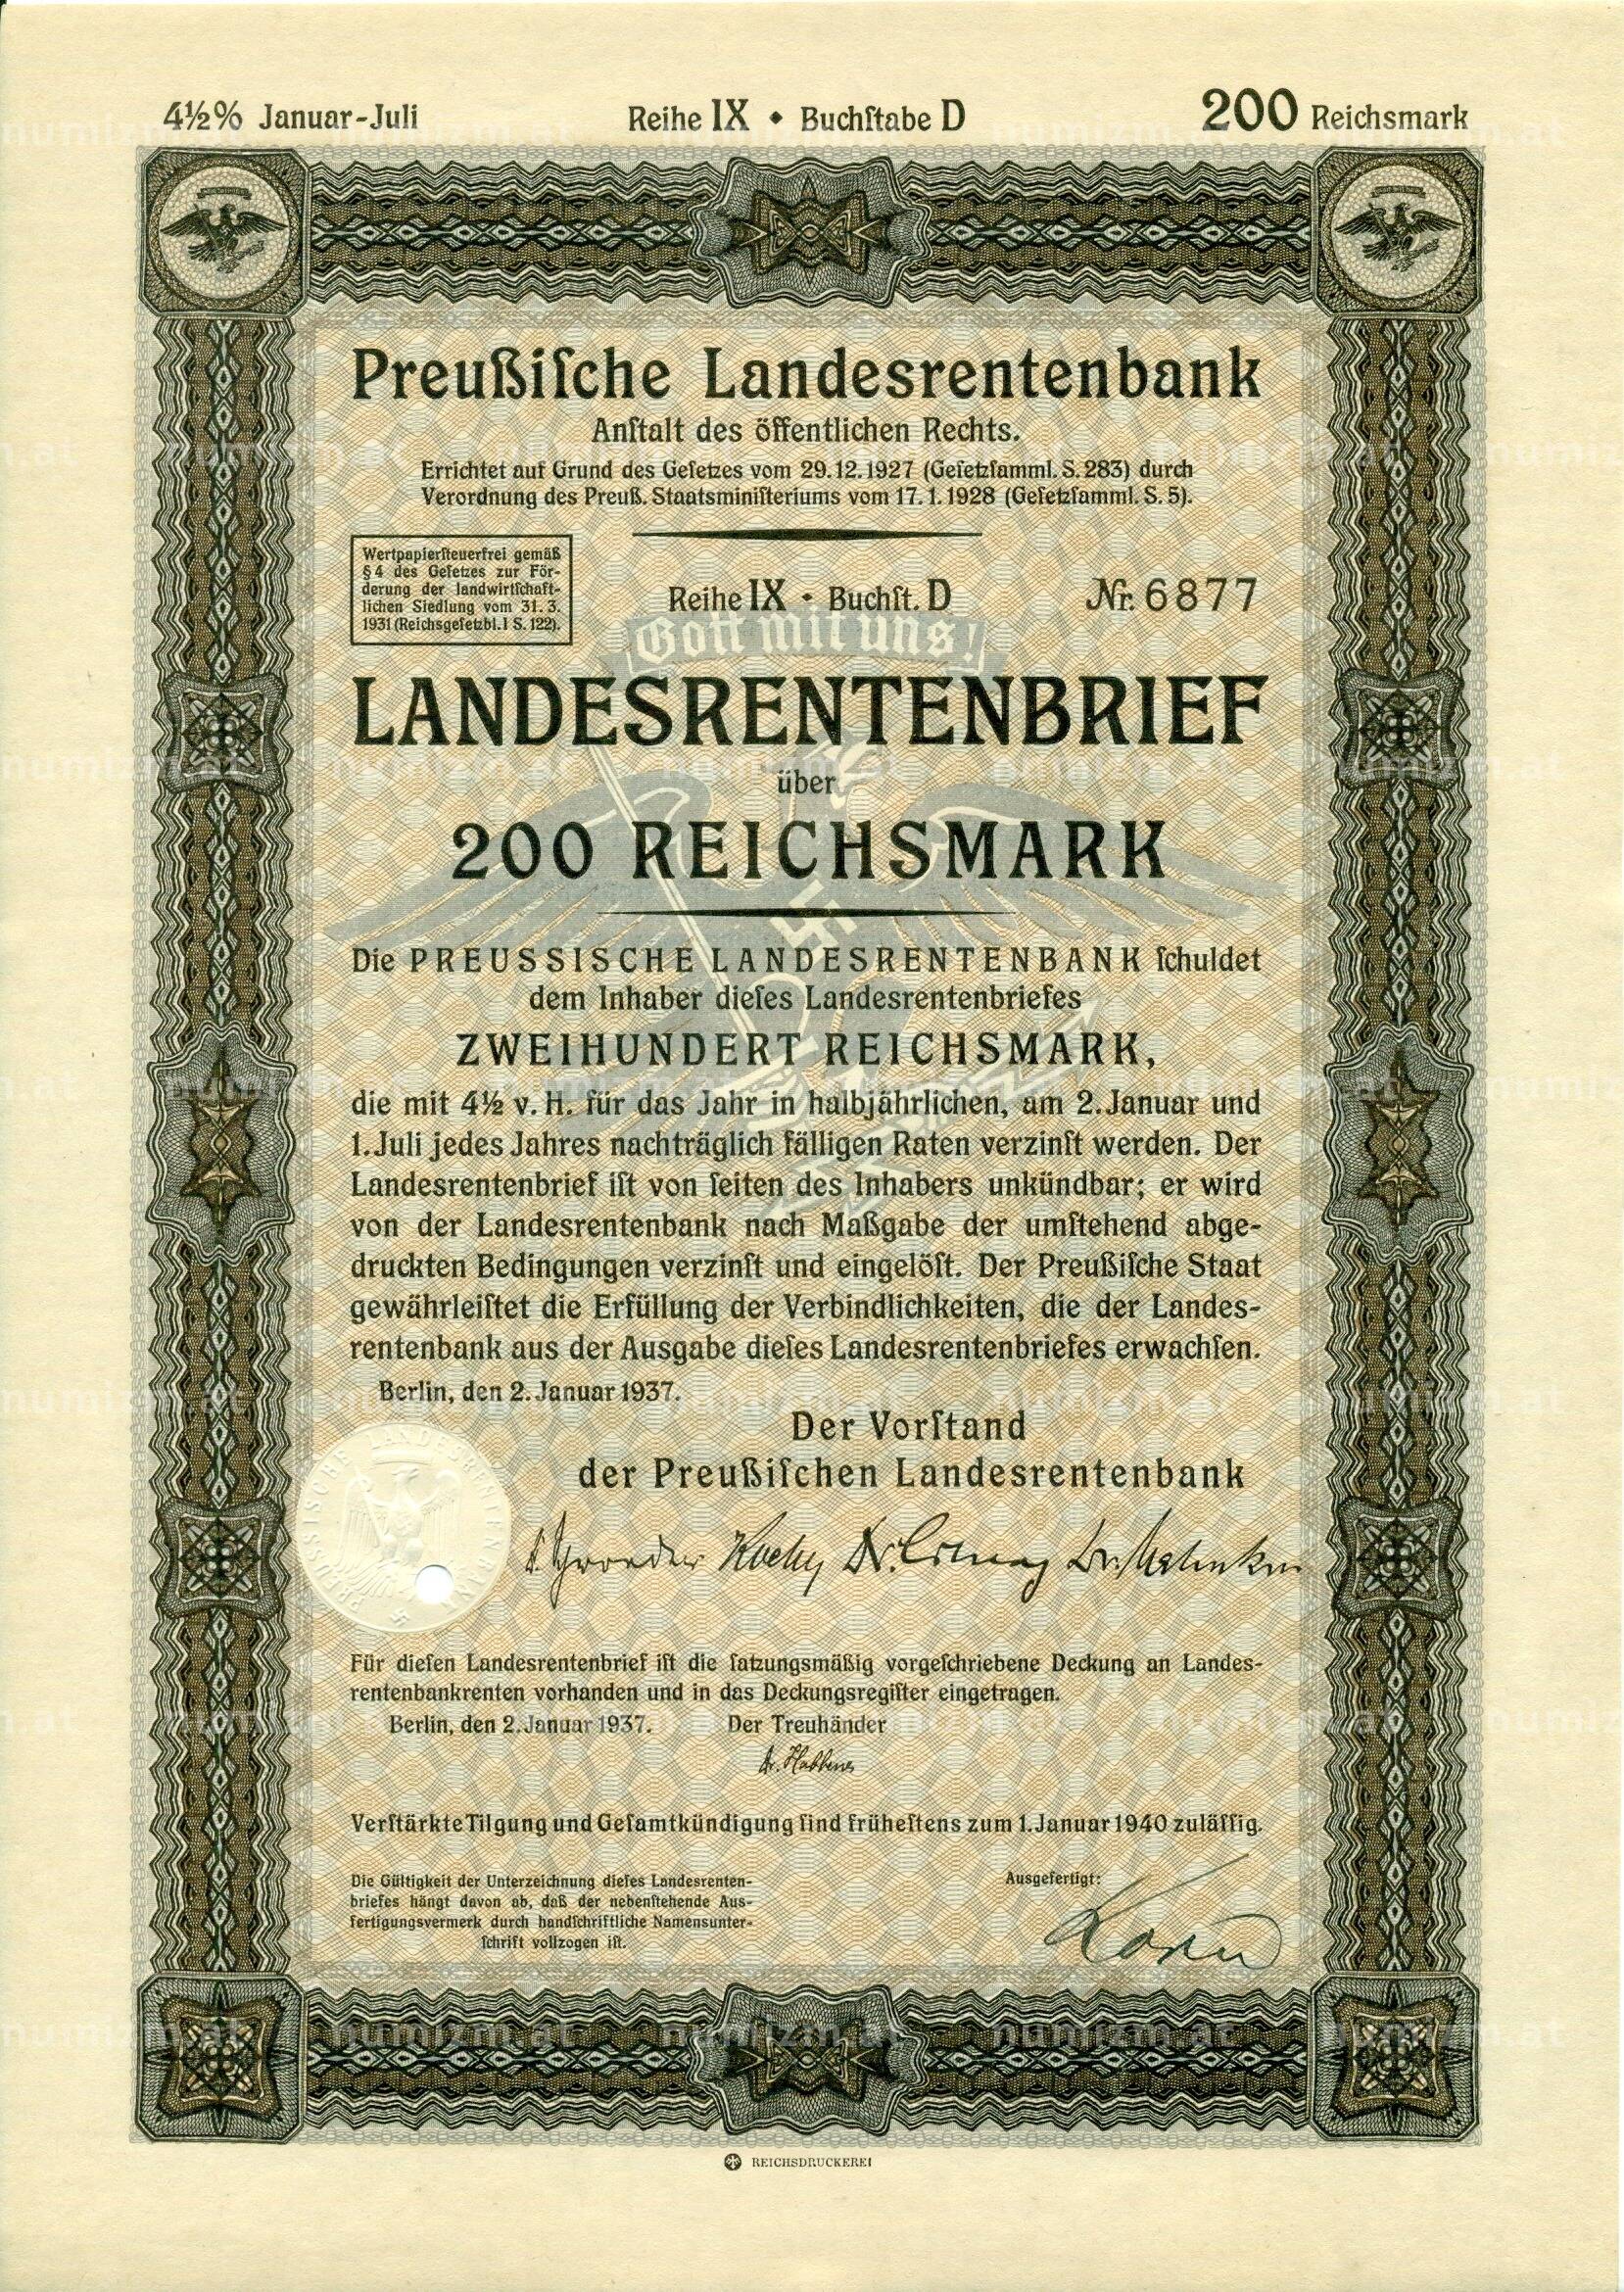 4½% Januar-Juli Reihe IX • Buchſtabe D 200 Reichsmark
Preußiſche Landesrentenbank
Anſtalt des öffentlichen Rechts.
Errichtet auf Grund des Geſetzes vom 29.12.1927 (Geſetzſamml. S. 283) durch
Verordnung des Preuß. Staatsminiſteriums vom 17.1.1928 (Geſetzſamml. S. 5).
Wertpapierſteuerfrei gemäß
§ 4 des Geſetzes zur För-
derung der landwirtſchaft-
lichen Siedlung vom 31.3.
1931 (Reichsgeſetzbl. I S. 122).
Reihe IX • Buchſt. D Nr. 6877
Gott mit uns!
LANDESRENTENBRIEF
über
200 REICHSMARK
Die PREUSSISCHE LANDESRENTENBANK ſchuldet
dem Inhaber dieſes Landesrentenbriefes
ZWEIHUNDERT REICHSMARK,
die mit 4½ v. H. für das Jahr in halbjährlichen, am 2. Januar und
1. Juli jedes Jahres nachträglich fälligen Raten verzinſt werden. Der
Landesrentenbrief iſt von ſeiten des Inhabers unkündbar; er wird
von der Landesrentenbank nach Maßgabe der umſtehend abge-
druckten Bedingungen verzinſt und eingelöſt. Der Preußiſche Staat
gewährleiſtet die Erfüllung der Verbindlichkeiten, die der Landes-
rentenbank aus der Ausgabe dieſes Landesrentenbriefes erwachſen.
Berlin, den 2. Januar 1937.
Der Vorſtand
der Preußiſchen Landesrentenbank
PREUSSISCHE LANDESRENTENBANK
Für dieſen Landesrentenbrief iſt die ſatzungsmäßig vorgeſchriebene Deckung an Landes-
rentenbankrenten vorhanden und in das Deckungsregiſter eingetragen.
Berlin, den 2. Januar 1937. Der Treuhänder
Verſtärkte Tilgung und Geſamtkündigung ſind früheſtens zum 1. Januar 1940 zuläſſig.
Die Gültigkeit der Unterzeichnung dieſes Landesrenten-
briefes hängt davon ab, daß der nebenſtehende Aus-
fertigungsvermerk durch handſchriftliche Namensunter-
ſchrift vollzogen iſt.
Ausgefertigt:
REICHSDRUCKEREI
numizm.at